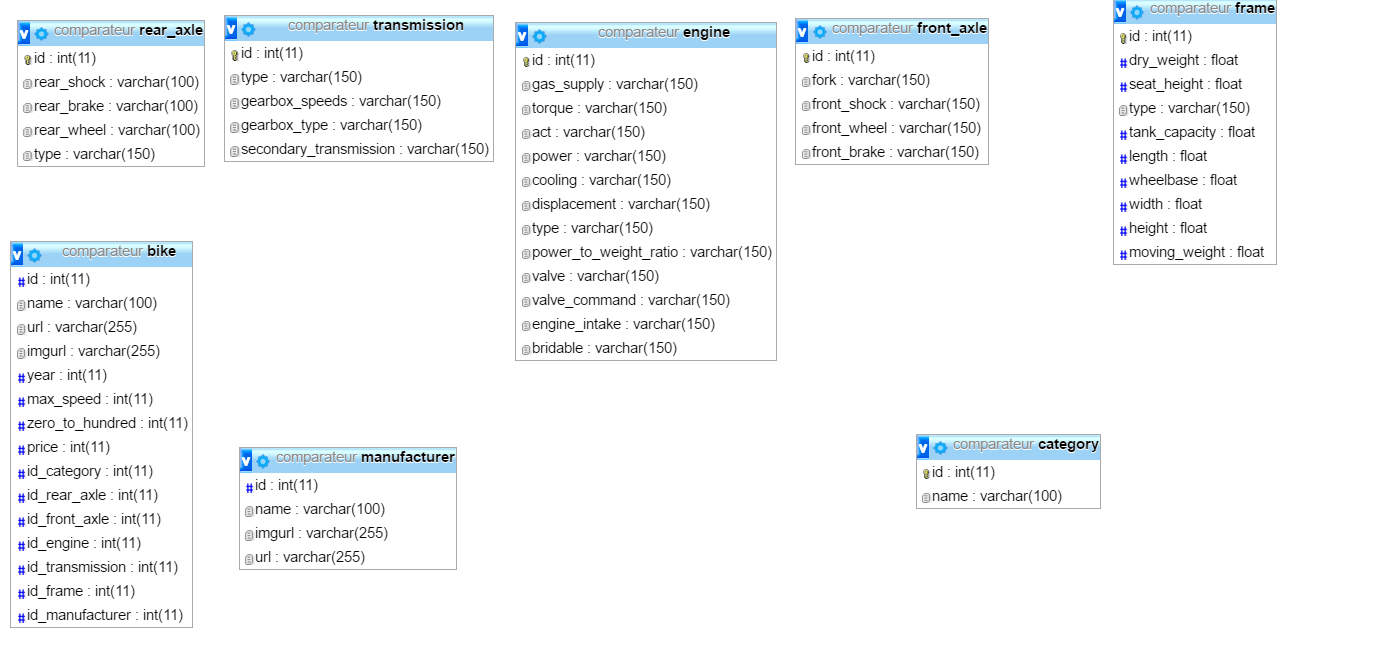 comparateur rear_axle
id : int(11)
rear_shock : varchar(100)
rear_brake : varchar(100)
rear_wheel : varchar(100)
type : varchar(150)
comparateur transmission
id : int(11)
type : varchar(150)
gearbox_speeds : varchar(150)
gearbox_type : varchar(150)
secondary_transmission : varchar(150)
comparateur engine
id : int(11)
gas_supply : varchar(150)
torque : varchar(150)
act : varchar(150)
power : varchar(150)
cooling : varchar(150)
displacement : varchar(150)
type : varchar(150)
power_to_weight_ratio : varchar(150)
valve : varchar(150)
valve_command : varchar(150)
engine_intake : varchar(150)
bridable : varchar(150)
comparateur front_axle
id : int(11)
fork : varchar(150)
front_shock : varchar(150)
front_wheel : varchar(150)
front_brake : varchar(150)
comparateur frame
id : int(11)
dry_weight : float
seat_height : float
type : varchar(150)
tank_capacity : float
length : float
wheelbase : float
width : float
height : float
moving_weight : float
comparateur bike
id : int(11)
name : varchar(100)
url : varchar(255)
imgurl : varchar(255)
year : int(11)
max_speed : int(11)
zero_to_hundred : int(11)
price : int(11)
id_category : int(11)
id_rear_axle : int(11)
id_front_axle : int(11)
id_engine : int(11)
id_transmission : int(11)
id_frame : int(11)
id_manufacturer : int(11)
comparateur manufacturer
id : int(11)
name : varchar(100)
imgurl : varchar(255)
url : varchar(255)
comparateur category
id : int(11)
name : varchar(100)